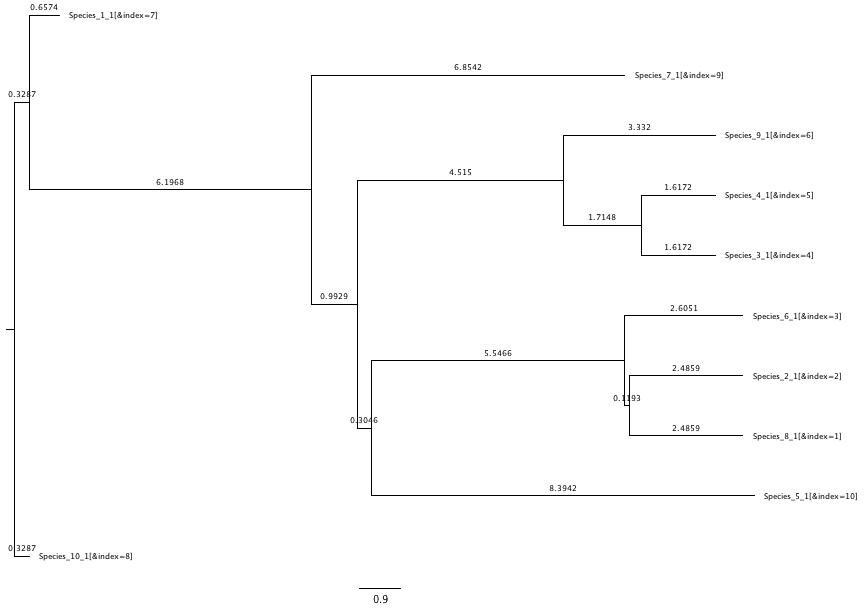 0.6574
Species_1_1[&index=7]
6.8542
Species_7_1[&index=9]
0.3287
3.332
Species_9_1[&index=6]
4.515
6.1968
1.6172
Species_4_1[&index=5]
1.7148
1.6172
Species_3_1[&index=4]
0.9929
2.6051
Species_6_1[&index=3]
5.5466
2.4859
Species_2_1[&index=2]
0.1193
0.3046
2.4859
Species_8_1[&index=1]
8.3942
Species_5_1[&index=10]
0.3287
Species_10_1[&index=8]
0.9